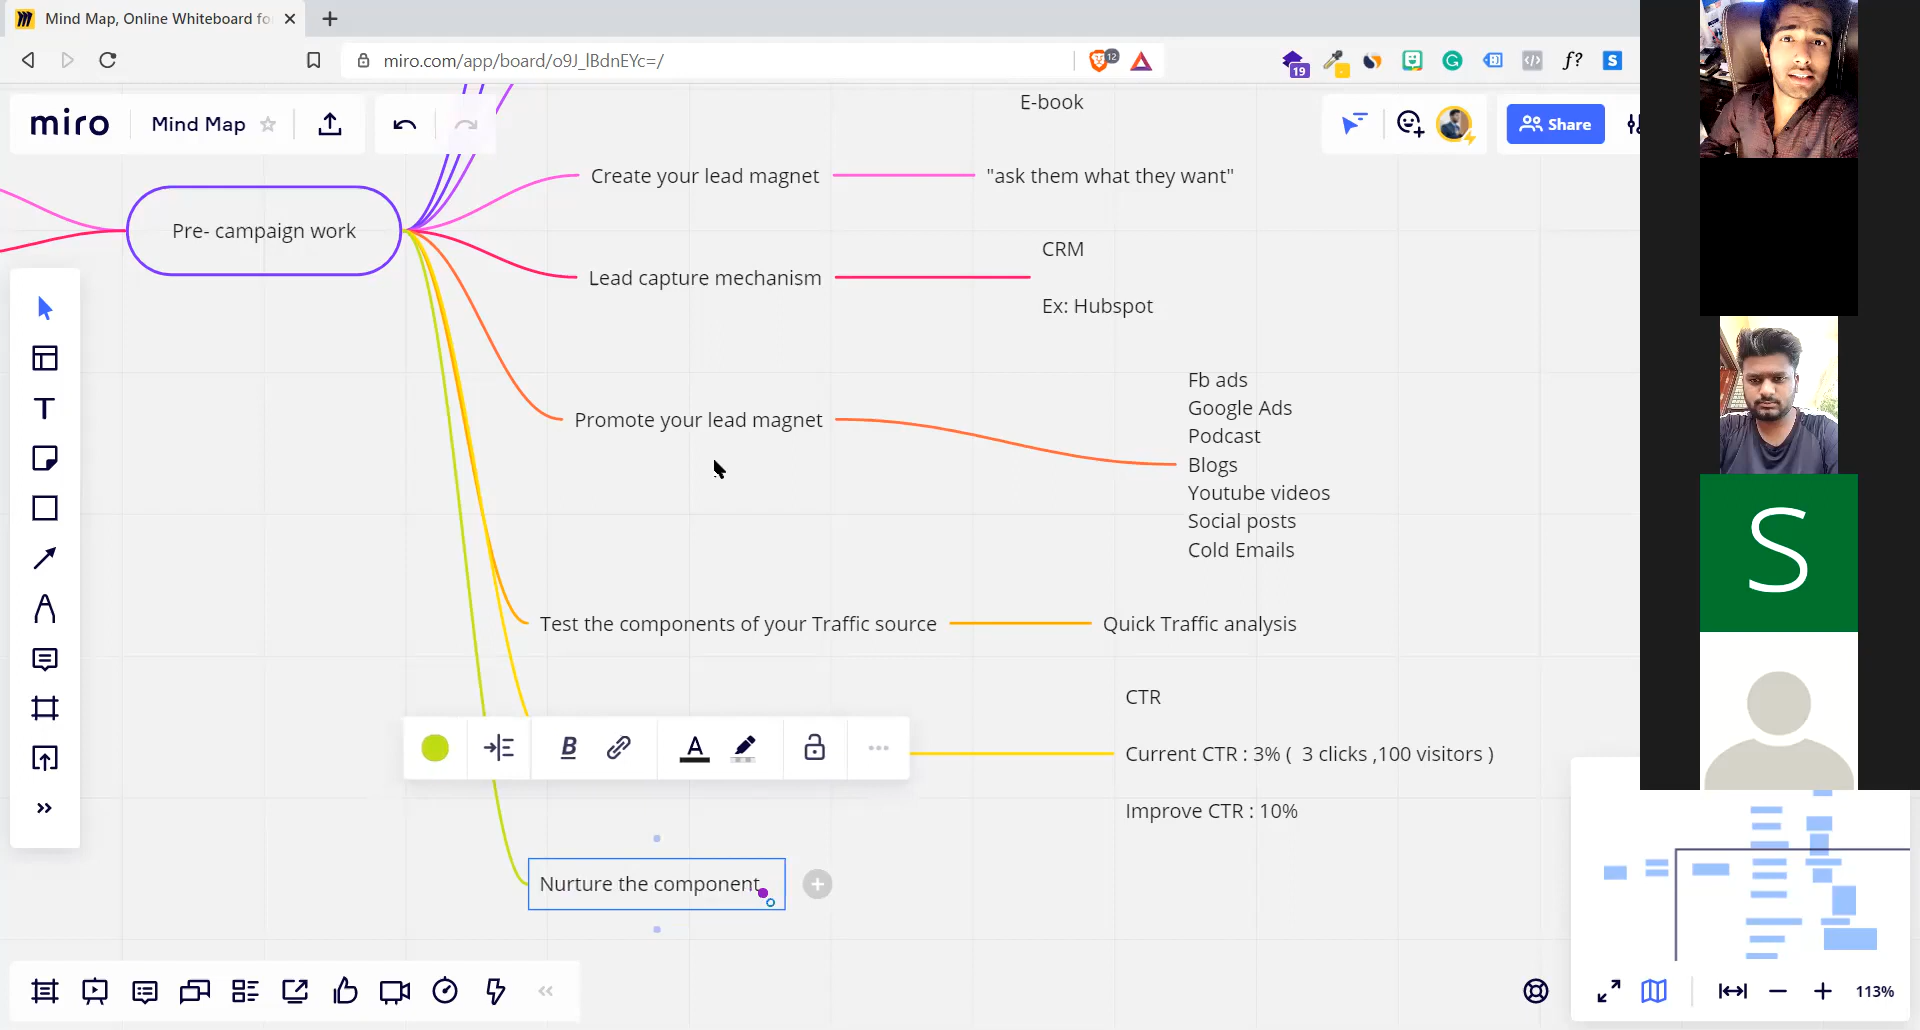 Mind Map, Online Whiteboard fo
miro.com/app/board/o9J_lBdnEYc=/
12
19
f?
S
miro
Mind Map
Share
E-book
Create your lead magnet
"ask them what they want"
Pre- campaign work
CRM
Lead capture mechanism
Ex: Hubspot
Fb ads
Google Ads
Podcast
Promote your lead magnet
Blogs
Youtube videos
Social posts
Cold Emails
S
Test the components of your Traffic source
Quick Traffic analysis
CTR
B
A
Current CTR : 3% ( 3 clicks ,100 visitors )
Improve CTR : 10%
Nurture the component
113%